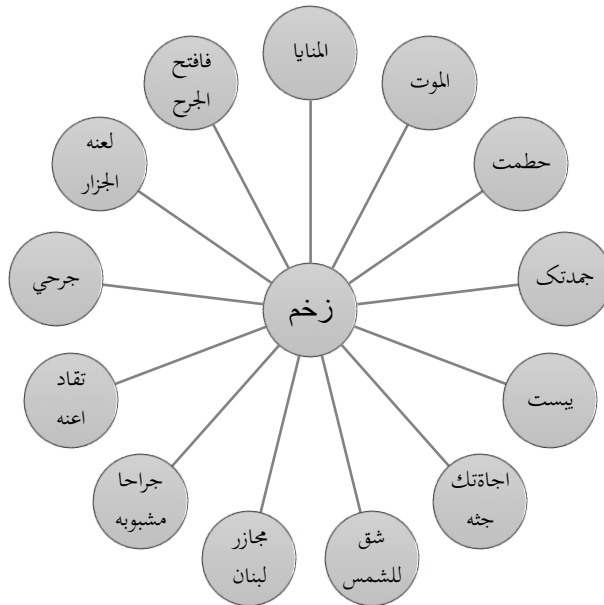 المنايا
الموت
حطمت
جمدتک
يبست
اجاةتك
جثه
شق
للشمس
مجازر
لبنان
جراحا
مشبوبه
تقاد
اعنه
جرحي
لعنه
الجزار
فافتح
الجرح
زخم